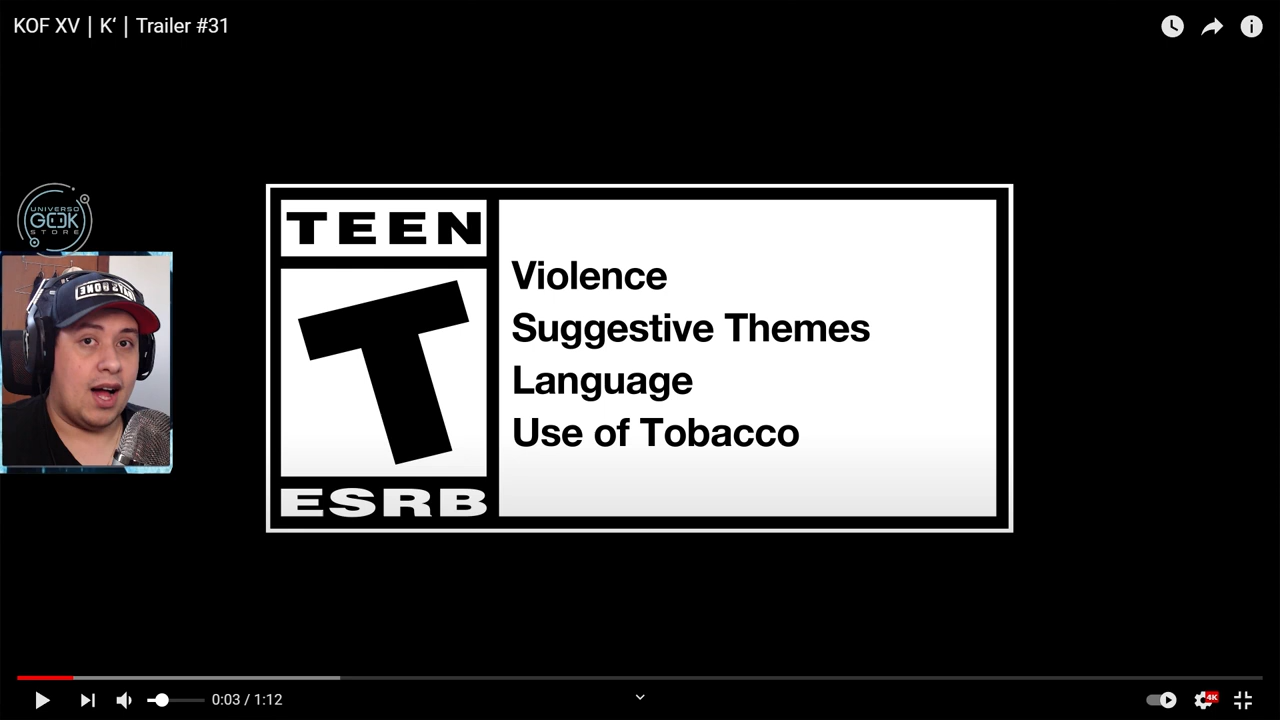 KOF XV | K‘ | Trailer #31
TEEN
T
ESRB
Violence
Suggestive Themes
Language
Use of Tobacco
UNIVERSO
GEEK
STORE
0:03 / 1:12
4K